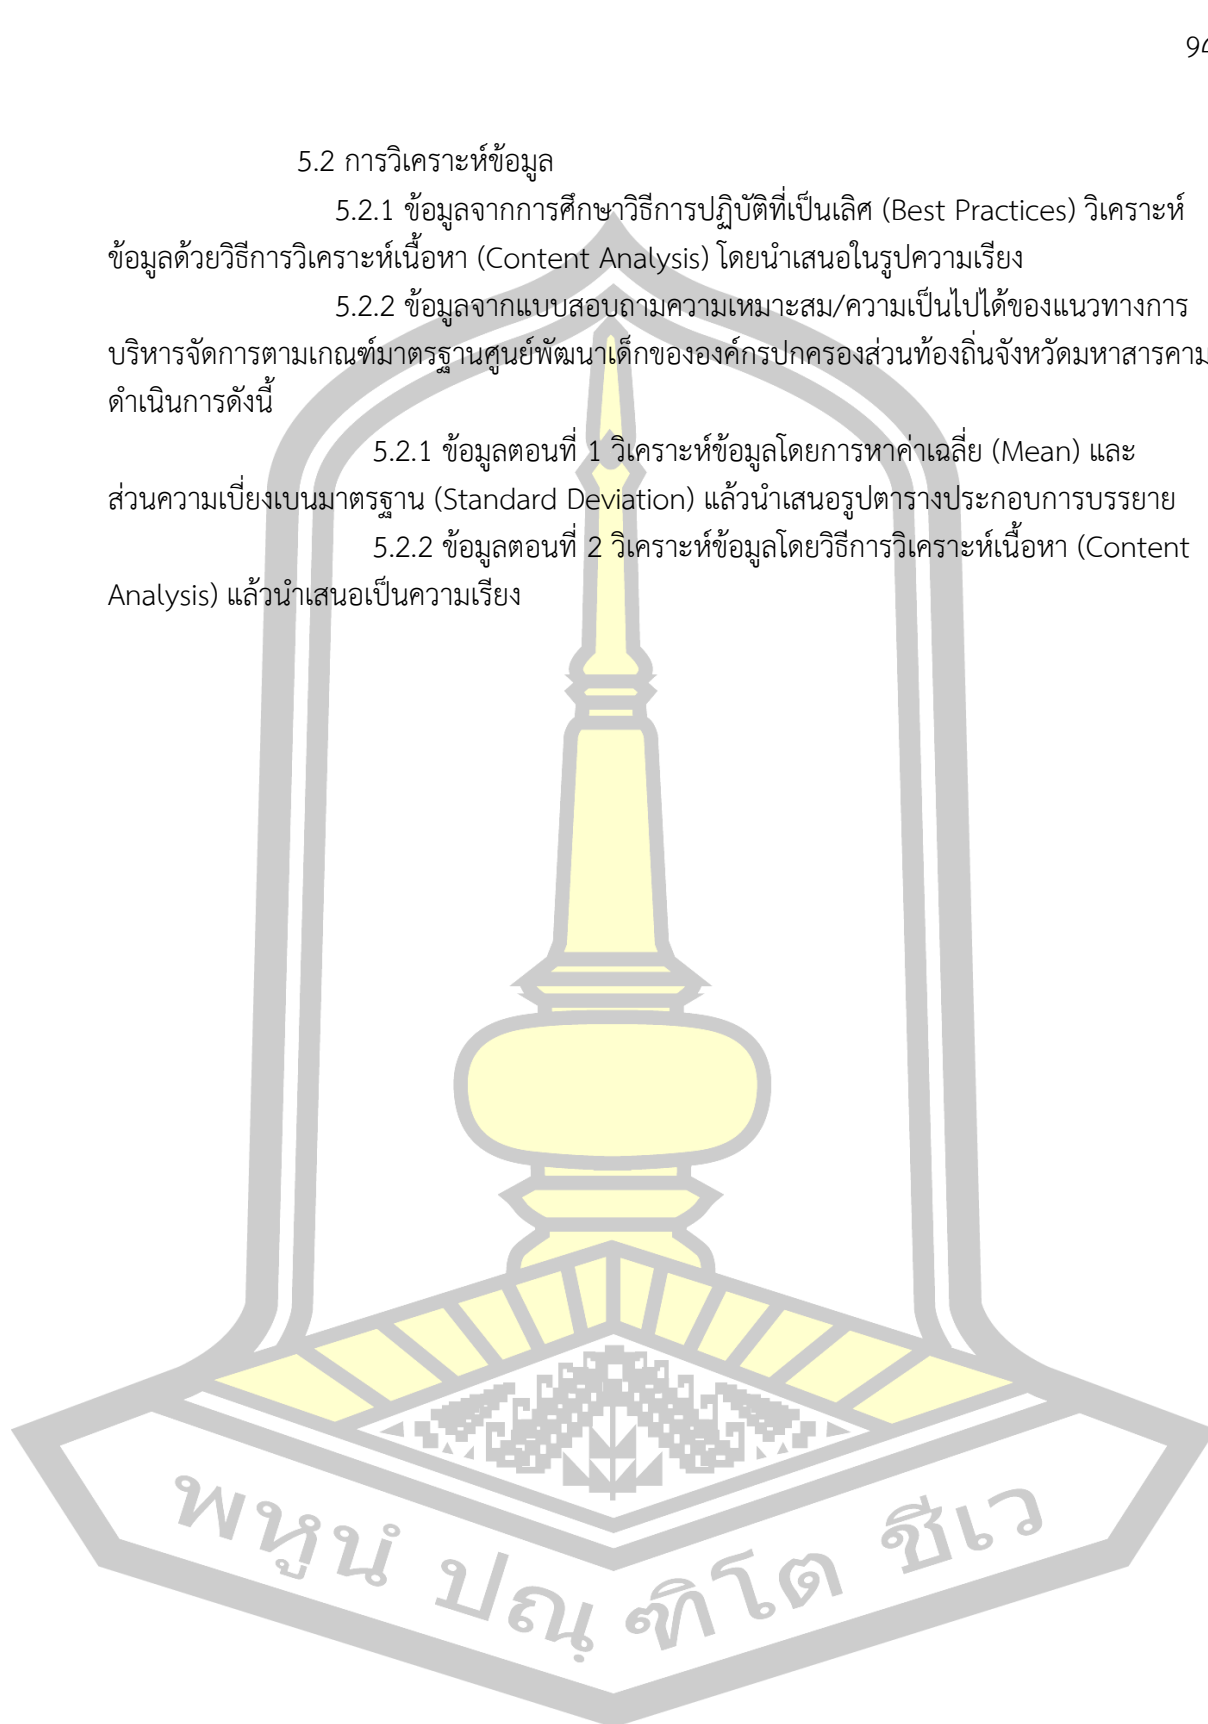 94
5.2 การวิเคราะห์ข้อมูล
5.2.1 ข้อมูลจากการศึกษาวิธีการปฏิบัติที่เป็นเลิศ (Best Practices) วิเคราะห์
ข้อมูลด้วยวิธีการวิเคราะห์เนื้อหา (Content Analysis) โดยนำเสนอในรูปความเรียง
5.2.2 ข้อมูลจากแบบสอบถามความเหมาะสม/ความเป็นไปได้ของแนวทางการ
บริหารจัดการตามเกณฑ์มาตรฐานศูนย์พัฒนาเด็กขององค์กรปกครองส่วนท้องถิ่นจังหวัดมหาสารคาม
ดำเนินการดังนี้
5.2.1 ข้อมูลตอนที่ 1 วิเคราะห์ข้อมูลโดยการหาค่าเฉลี่ย (Mean) และ
ส่วนความเบี่ยงเบนมาตรฐาน (Standard Deviation) แล้วนำเสนอรูปตารางประกอบการบรรยาย
5.2.2 ข้อมูลตอนที่ 2 วิเคราะห์ข้อมูลโดยวิธีการวิเคราะห์เนื้อหา (Content
Analysis) แล้วนำเสนอเป็นความเรียง
พหูนํ ปณฺฑิโต ชีเว